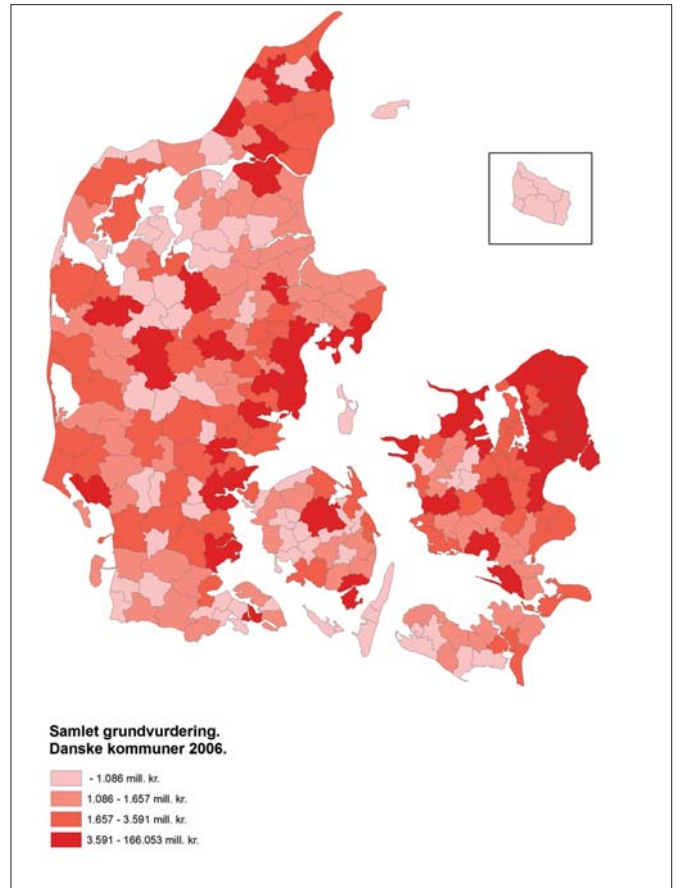 Samlet grundvurdering.
Danske kommuner 2006.
- 1.086 mill. kr.
1.086 - 1.657 mill. kr.
1.657 - 3.591 mill. kr.
3.591 - 166.053 mill. kr.